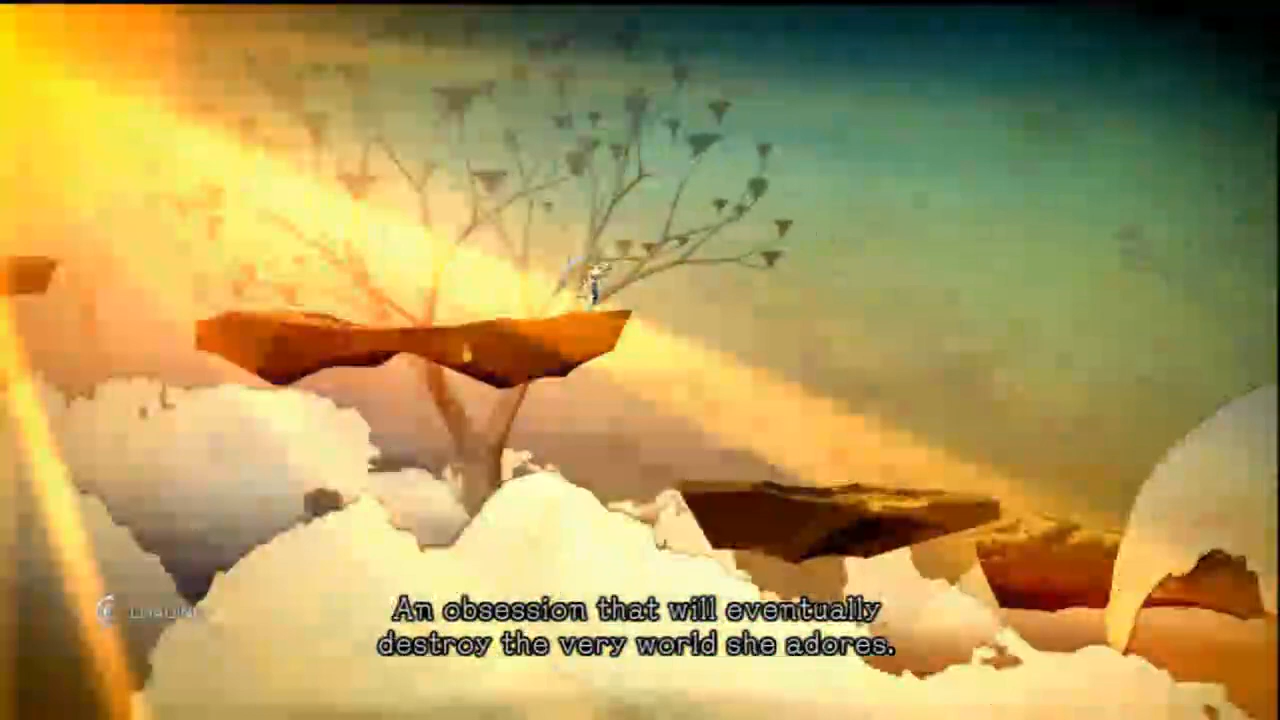 An obsession that will eventually
destroy the very world she adores.